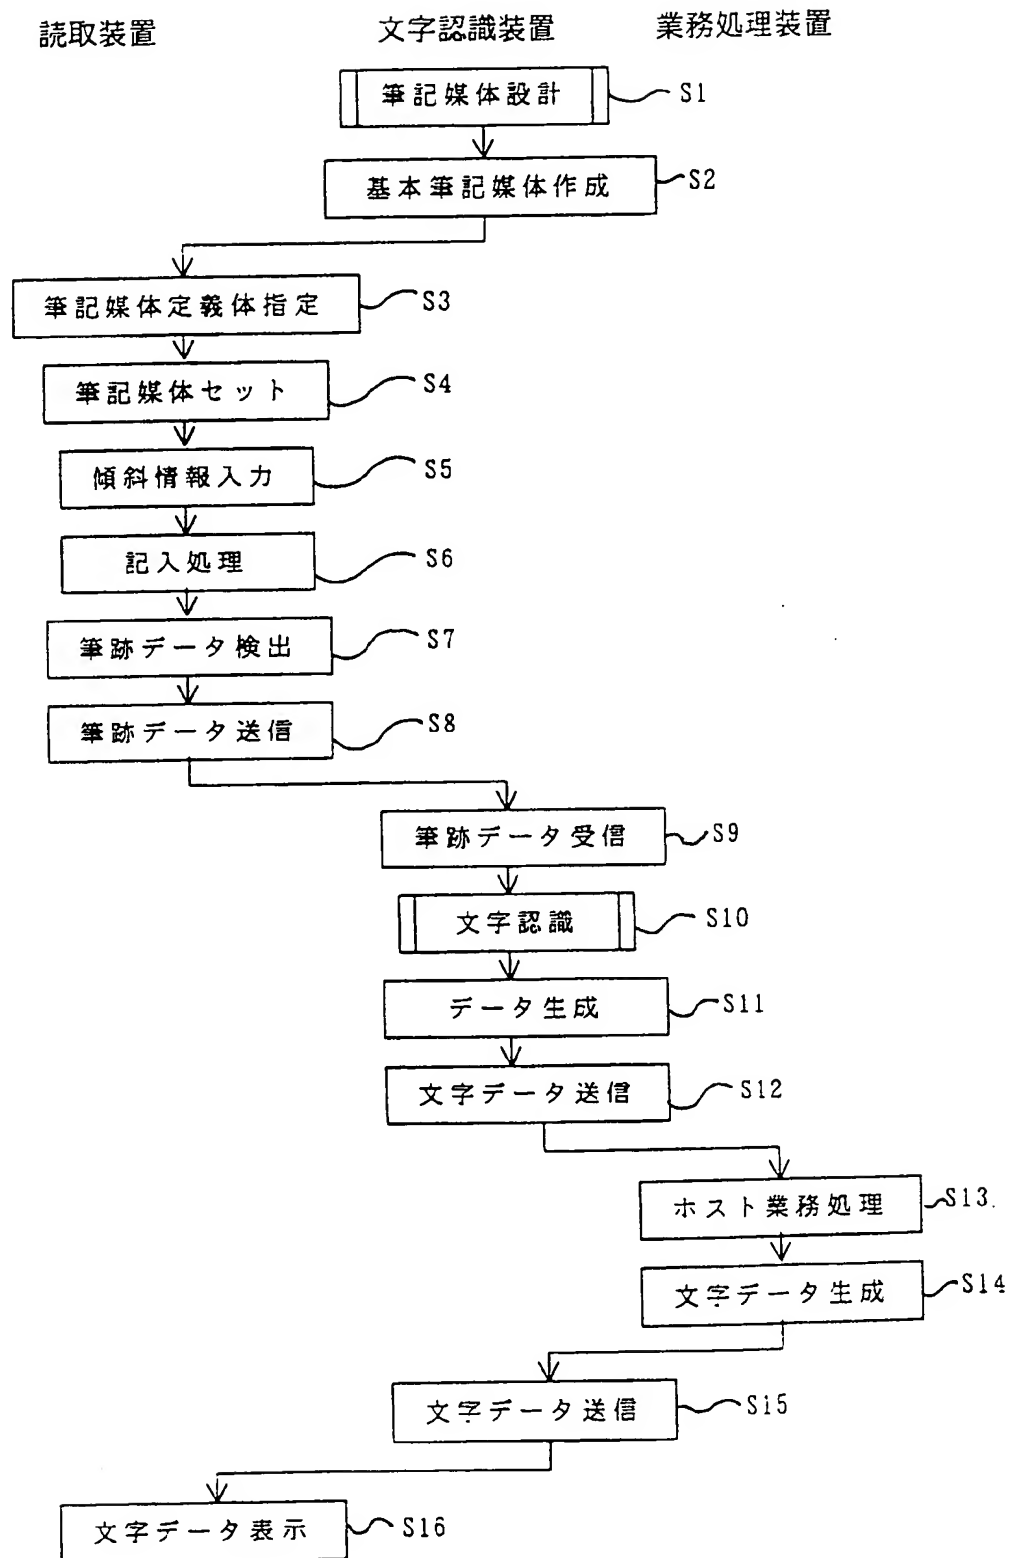 読取装置 文字認識装置 業務処理装置
筆記媒体設計 S1
基本筆記媒体作成 S2
筆記媒体定義体指定 S3
筆記媒体セット S4
傾斜情報入力 S5
記入処理 S6
筆跡データ検出 S7
筆跡データ送信 S8
筆跡データ受信 S9
文字認識 S10
データ生成 S11
文字データ送信 S12
ホスト業務処理 S13
文字データ生成 S14
文字データ送信 S15
文字データ表示 S16